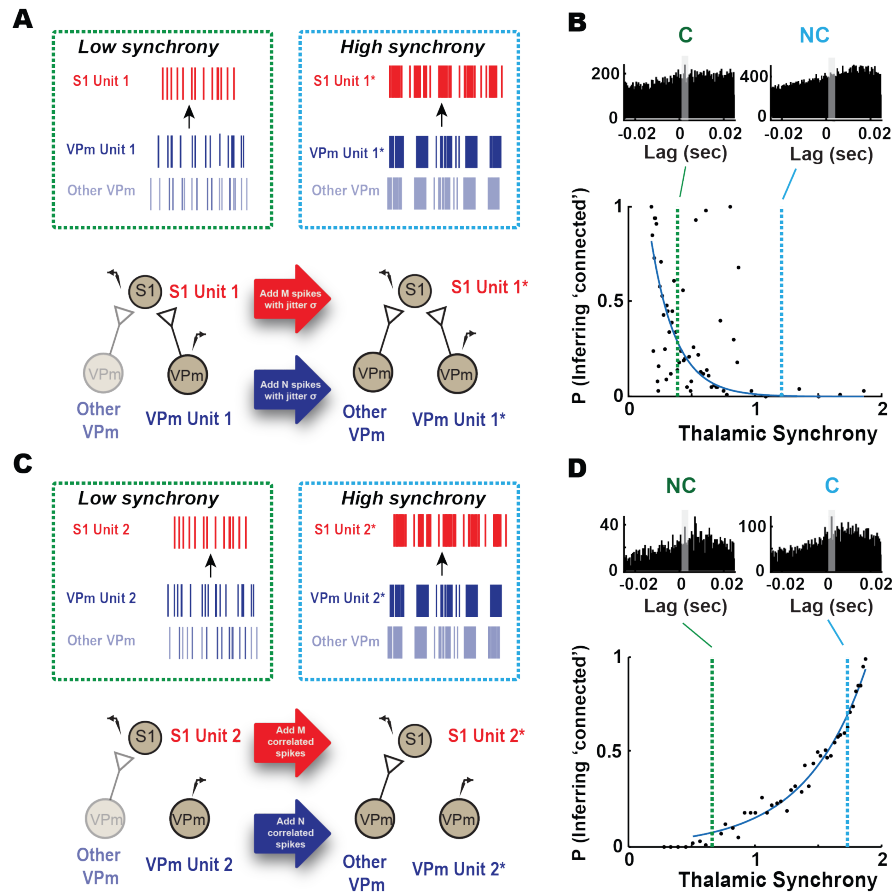 A
Low synchrony
S1 Unit 1
VPm Unit 1
Other VPm
High synchrony
S1 Unit 1*
VPm Unit 1*
Other VPm
S1
S1 Unit 1
VPm
VPm
Other
VPm
VPm Unit 1
Add M spikes
with jitter σ
Add N spikes
with jitter σ
S1
S1 Unit 1*
VPm
VPm
Other
VPm
VPm Unit 1*
B
C
NC
200
0
-0.02
0
0.02
Lag (sec)
400
0
-0.02
0
0.02
Lag (sec)
P (Inferring ‘connected’)
1
0.5
0
0
1
2
Thalamic Synchrony
C
Low synchrony
S1 Unit 2
VPm Unit 2
Other VPm
High synchrony
S1 Unit 2*
VPm Unit 2*
Other VPm
S1
S1 Unit 2
VPm
VPm
Other
VPm
VPm Unit 2
Add M
correlated
spikes
Add N
correlated
spikes
S1
S1 Unit 2*
VPm
VPm
Other
VPm
VPm Unit 2*
D
NC
C
40
0
-0.02
0
0.02
Lag (sec)
100
0
-0.02
0
0.02
Lag (sec)
P (Inferring ‘connected’)
1
0.5
0
0
1
2
Thalamic Synchrony